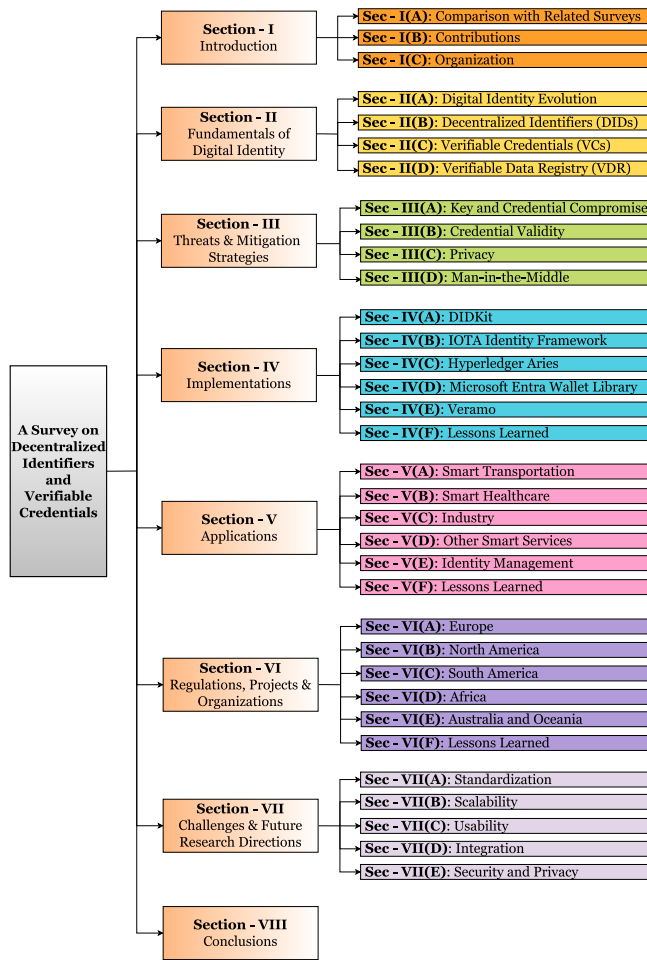 A Survey on
Decentralized
Identifiers
and
Verifiable
Credentials
Section - I
Introduction
Sec - I(A): Comparison with Related Surveys
Sec - I(B): Contributions
Sec - I(C): Organization
Section - II
Fundamentals of
Digital Identity
Sec - II(A): Digital Identity Evolution
Sec - II(B): Decentralized Identifiers (DIDs)
Sec - II(C): Verifiable Credentials (VCs)
Sec - II(D): Verifiable Data Registry (VDR)
Section - III
Threats & Mitigation
Strategies
Sec - III(A): Key and Credential Compromise
Sec - III(B): Credential Validity
Sec - III(C): Privacy
Sec - III(D): Man-in-the-Middle
Section - IV
Implementations
Sec - IV(A): DIDKit
Sec - IV(B): IOTA Identity Framework
Sec - IV(C): Hyperledger Aries
Sec - IV(D): Microsoft Entra Wallet Library
Sec - IV(E): Veramo
Sec - IV(F): Lessons Learned
Section - V
Applications
Sec - V(A): Smart Transportation
Sec - V(B): Smart Healthcare
Sec - V(C): Industry
Sec - V(D): Other Smart Services
Sec - V(E): Identity Management
Sec - V(F): Lessons Learned
Section - VI
Regulations, Projects &
Organizations
Sec - VI(A): Europe
Sec - VI(B): North America
Sec - VI(C): South America
Sec - VI(D): Africa
Sec - VI(E): Australia and Oceania
Sec - VI(F): Lessons Learned
Section - VII
Challenges & Future
Research Directions
Sec - VII(A): Standardization
Sec - VII(B): Scalability
Sec - VII(C): Usability
Sec - VII(D): Integration
Sec - VII(E): Security and Privacy
Section - VIII
Conclusions